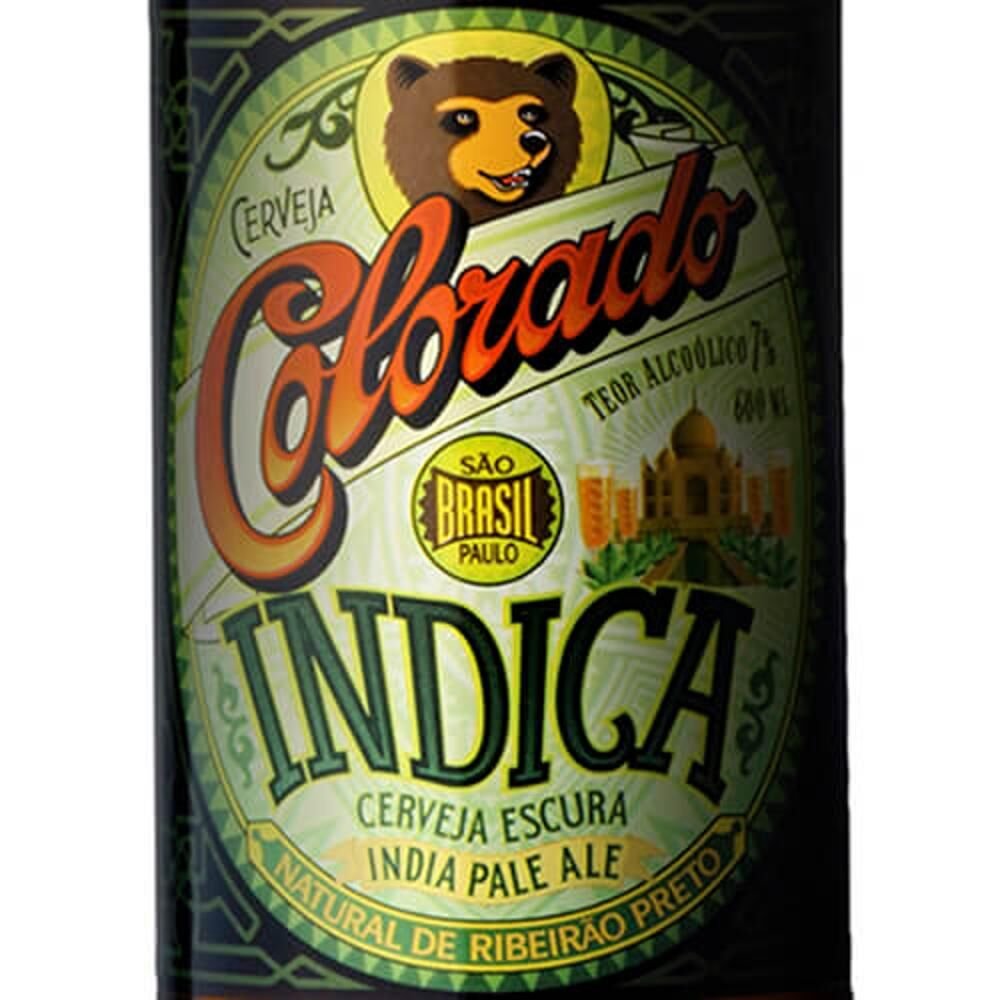 CERVEJA
Colorado
TEOR ALCOÓLICO 7%
600 ML
SÃO
BRASIL
PAULO
INDICA
CERVEJA ESCURA
INDIA PALE ALE
NATURAL DE RIBEIRÃO PRETO